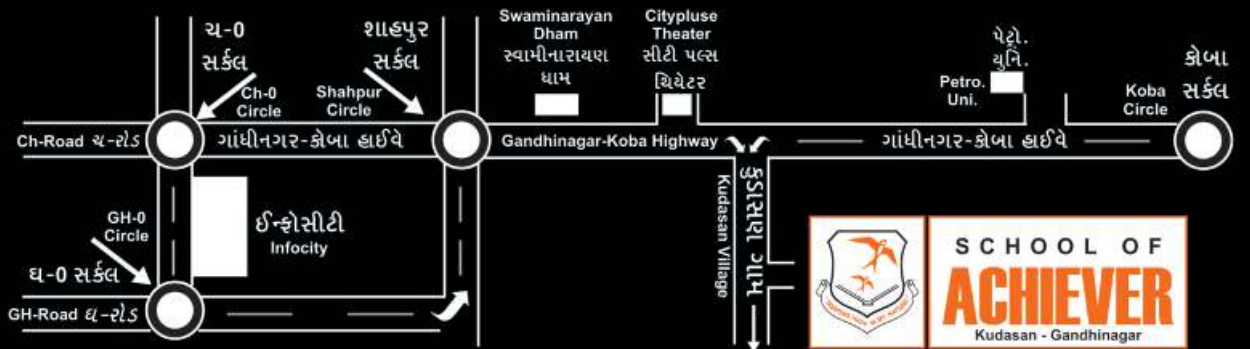 ચ-0
સર્કલ
Ch-0
Circle
શાહપુર
સર્કલ
Shahpur
Circle
Swaminarayan
Dham
સ્વામીનારાયણ
ધામ
Citypluse
Theater
સીટી પલ્સ
થિયેટર
પેટ્રો.
યુનિ.
Petro.
Uni.
કોબા
સર્કલ
Koba
Circle
Ch-Road ચ-રોડ
ગાંધીનગર-કોબા હાઈવે
Gandhinagar-Koba Highway
ગાંધીનગર-કોબા હાઈવે
GH-0
Circle
ઘ-0 સર્કલ
ઈન્ફોસીટી
Infocity
Kudasan Village
કુડાસણ
GH-Road ઘ-રોડ
SCHOOL OF
ACHIEVER
Kudasan - Gandhinagar